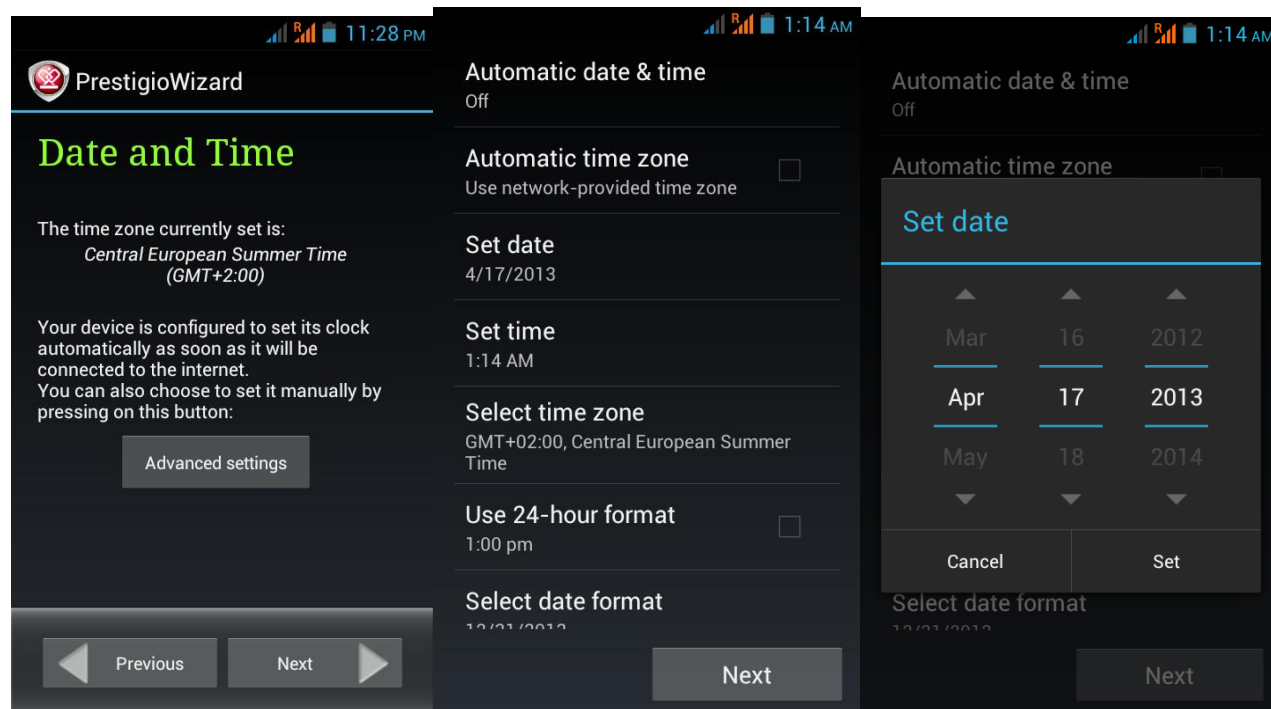 R 11:28 PM
PrestigioWizard
Date and Time
The time zone currently set is:
Central European Summer Time
(GMT+2:00)
Your device is configured to set its clock
automatically as soon as it will be
connected to the internet.
You can also choose to set it manually by
pressing on this button:
Advanced settings
Previous
Next
R 1:14 AM
Automatic date & time
Off
Automatic time zone
Use network-provided time zone
Set date
4/17/2013
Set time
1:14 AM
Select time zone
GMT+02:00, Central European Summer
Time
Use 24-hour format
1:00 pm
Select date format
12/31/2013
Next
R 1:14 AM
Automatic date & time
Off
Automatic time zone
Set date
Mar 16 2012
Apr 17 2013
May 18 2014
Cancel Set
Select date format
12/31/2013
Next